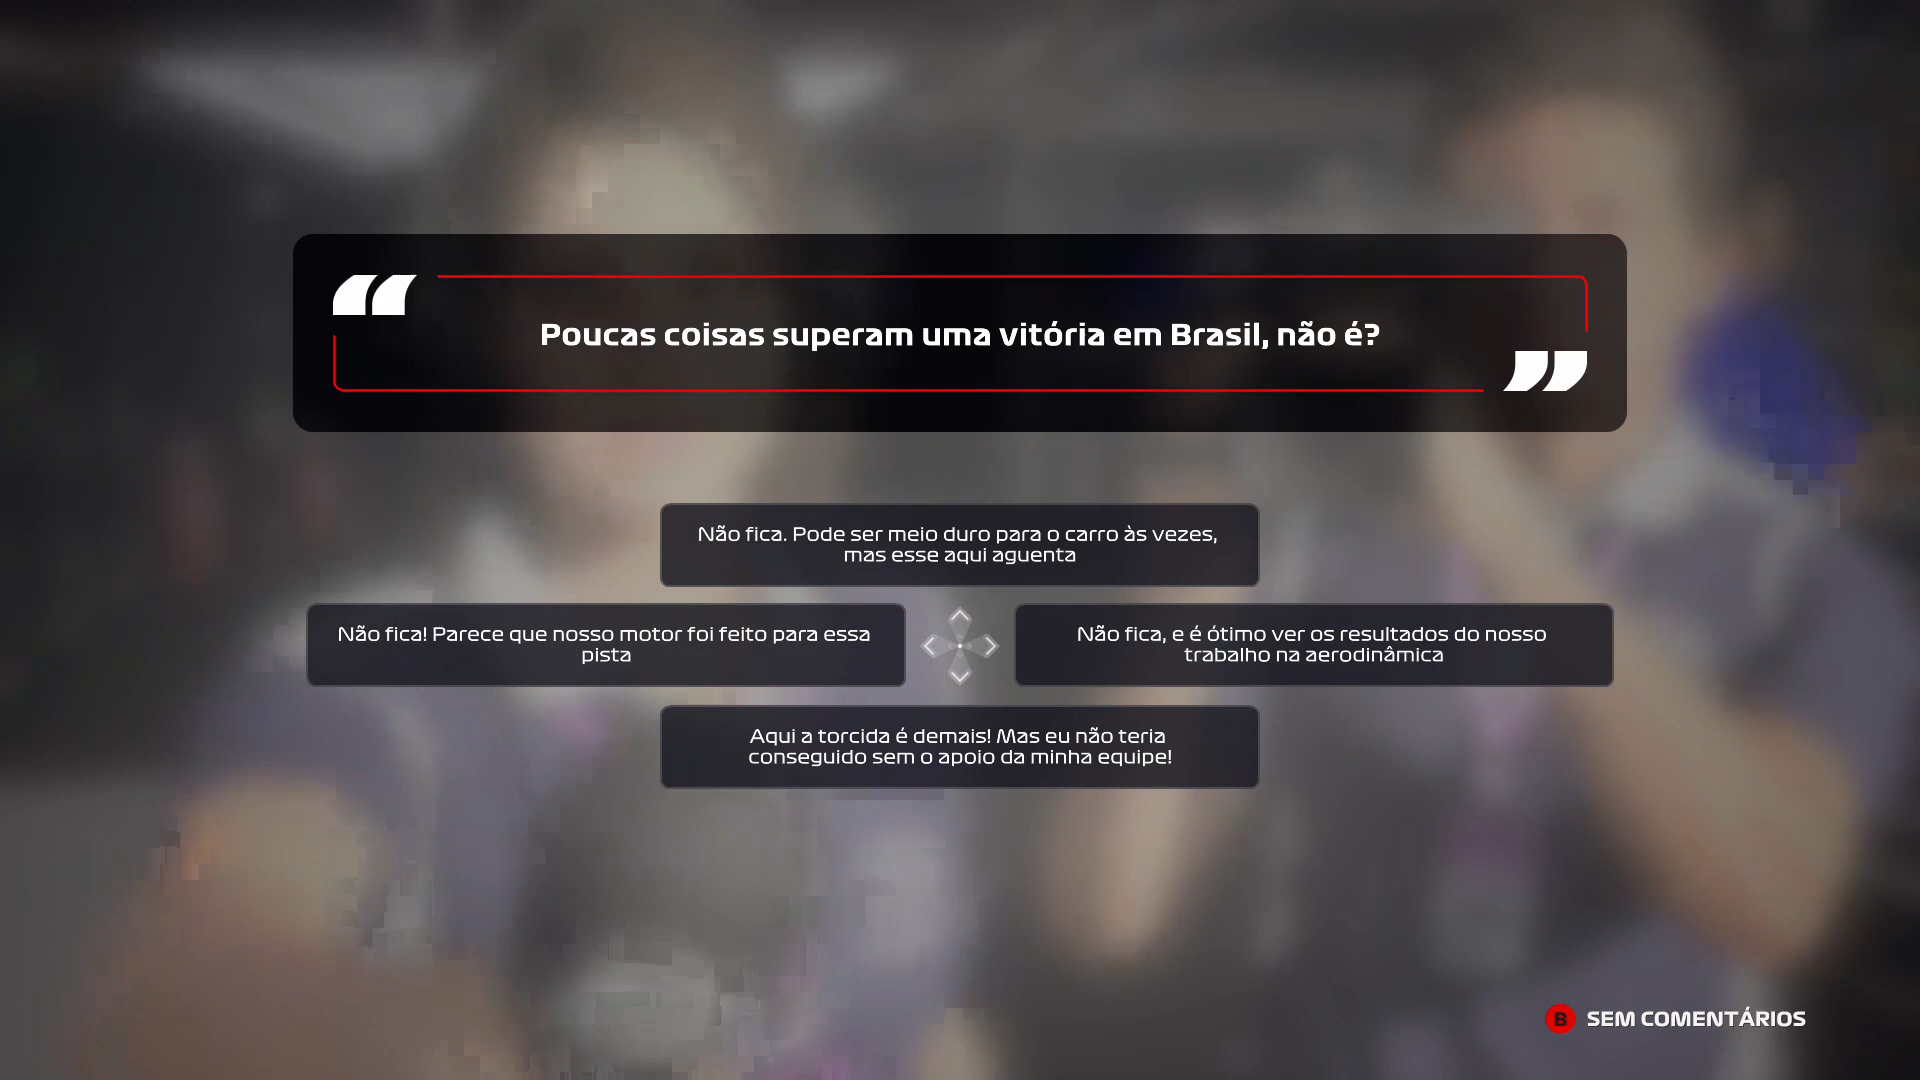 Poucas coisas superam uma vitória em Brasil, não é?
Não fica. Pode ser meio duro para o carro às vezes,
mas esse aqui aguenta
Não fica! Parece que nosso motor foi feito para essa
pista
Não fica, e é ótimo ver os resultados do nosso
trabalho na aerodinâmica
Aqui a torcida é demais! Mas eu não teria
conseguido sem o apoio da minha equipe!
B SEM COMENTÁRIOS